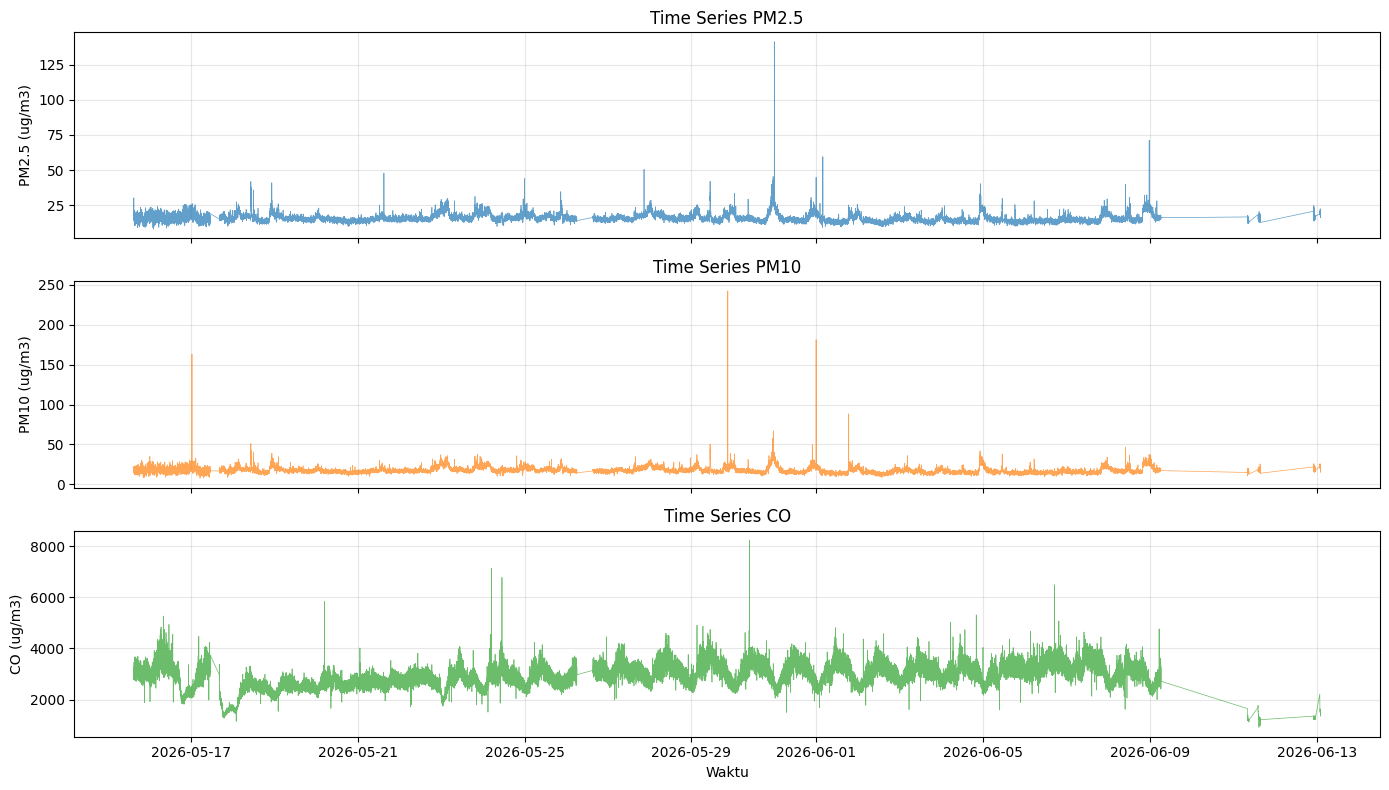 Time Series PM2.5
PM2.5 (ug/m3)
125
100
75
50
25
Time Series PM10
PM10 (ug/m3)
250
200
150
100
50
0
Time Series CO
CO (ug/m3)
8000
6000
4000
2000
2026-05-17 2026-05-21 2026-05-25 2026-05-29 2026-06-01 2026-06-05 2026-06-09 2026-06-13
Waktu